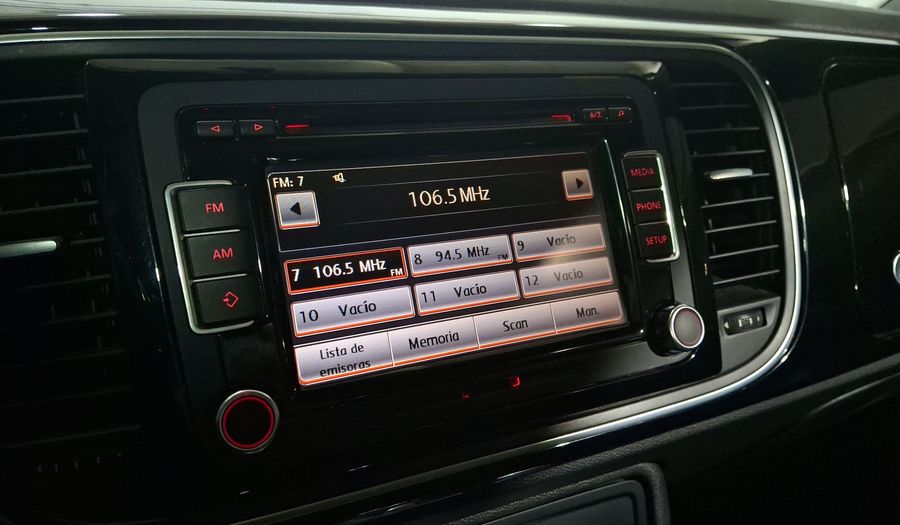 FM
AM
MEDIA
PHONE
SETUP
FM: 7
106.5 MHz
7 106.5 MHz FM
8 94.5 MHz FM
9 Vacío
10 Vacío
11 Vacío
12 Vacío
Lista de
emisoras
Memoria
Scan
Man.